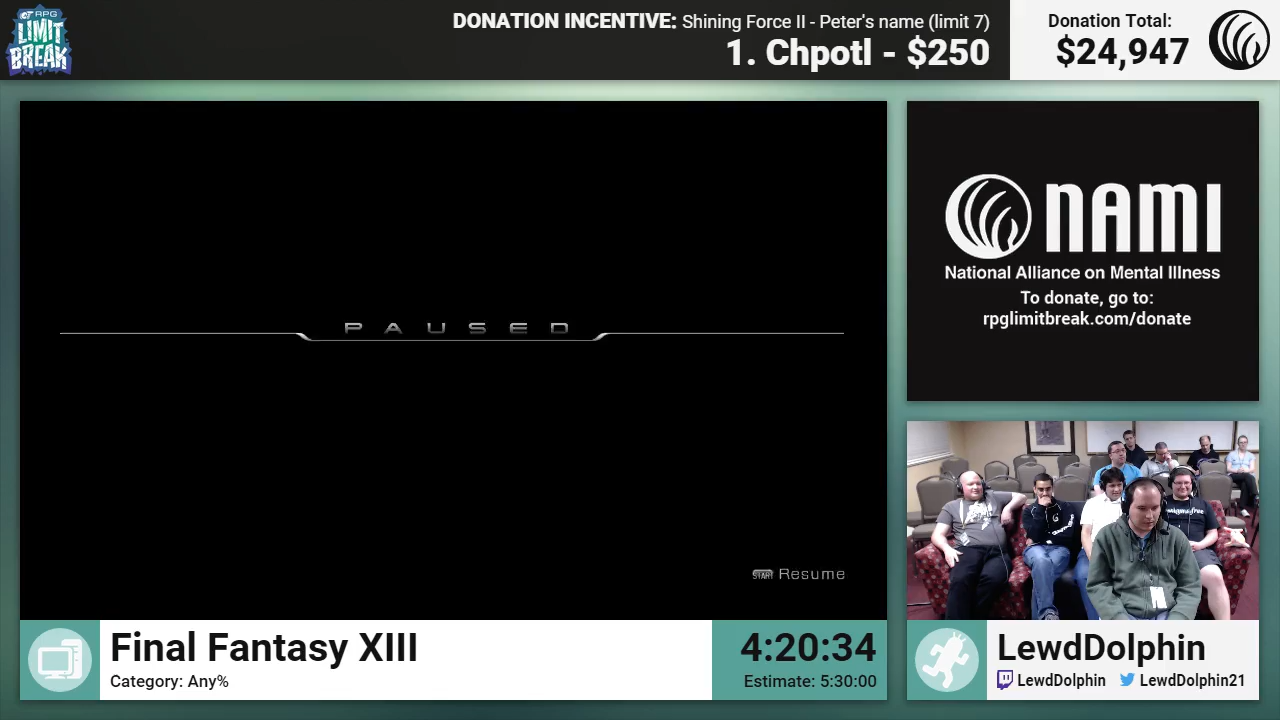 RPG
LIMIT
BREAK
DONATION INCENTIVE: Shining Force II - Peter's name (limit 7)
1. Chpotl - $250
Donation Total:
$24,947
NAMI
National Alliance on Mental Illness
To donate, go to:
rpglimitbreak.com/donate
PAUSED
START Resume
Final Fantasy XIII
Category: Any%
4:20:34
Estimate: 5:30:00
LewdDolphin
LewdDolphin LewdDolphin21